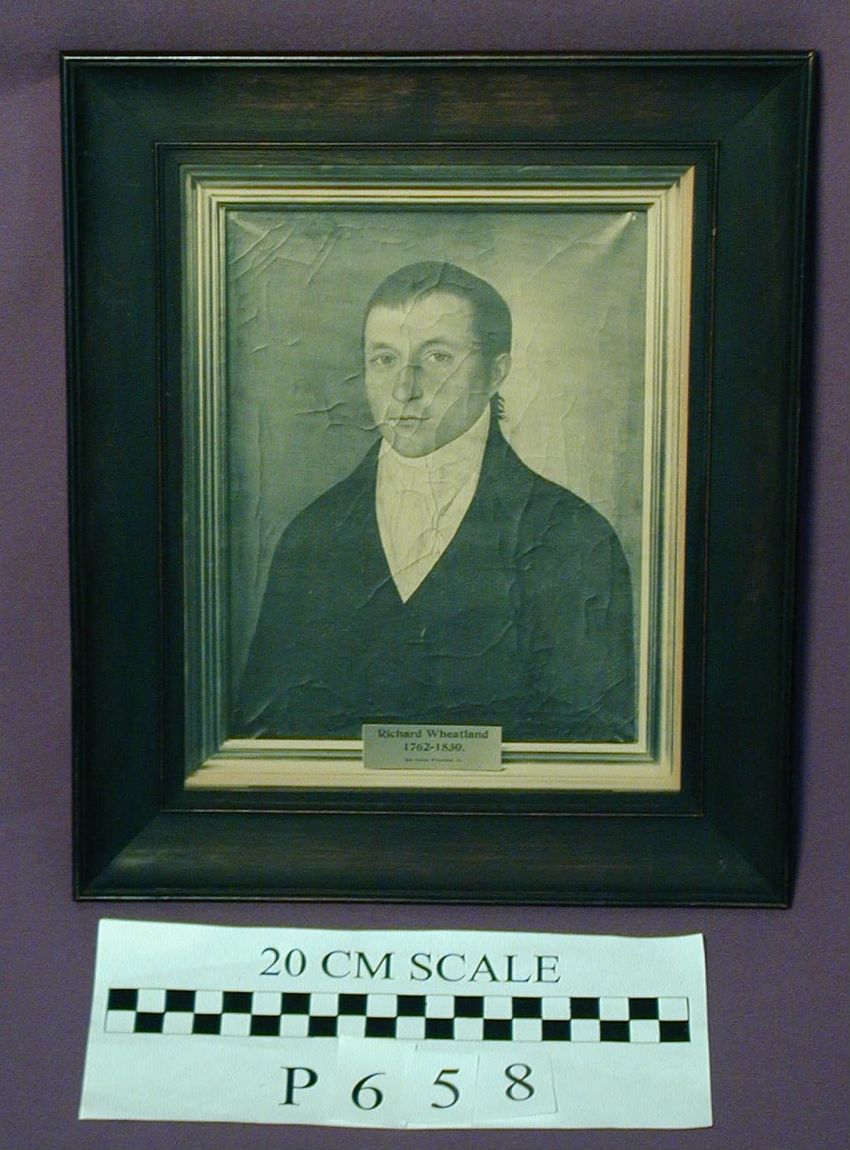 Richard Wheatland
1762-1830.
20 CM SCALE
P 6 5 8